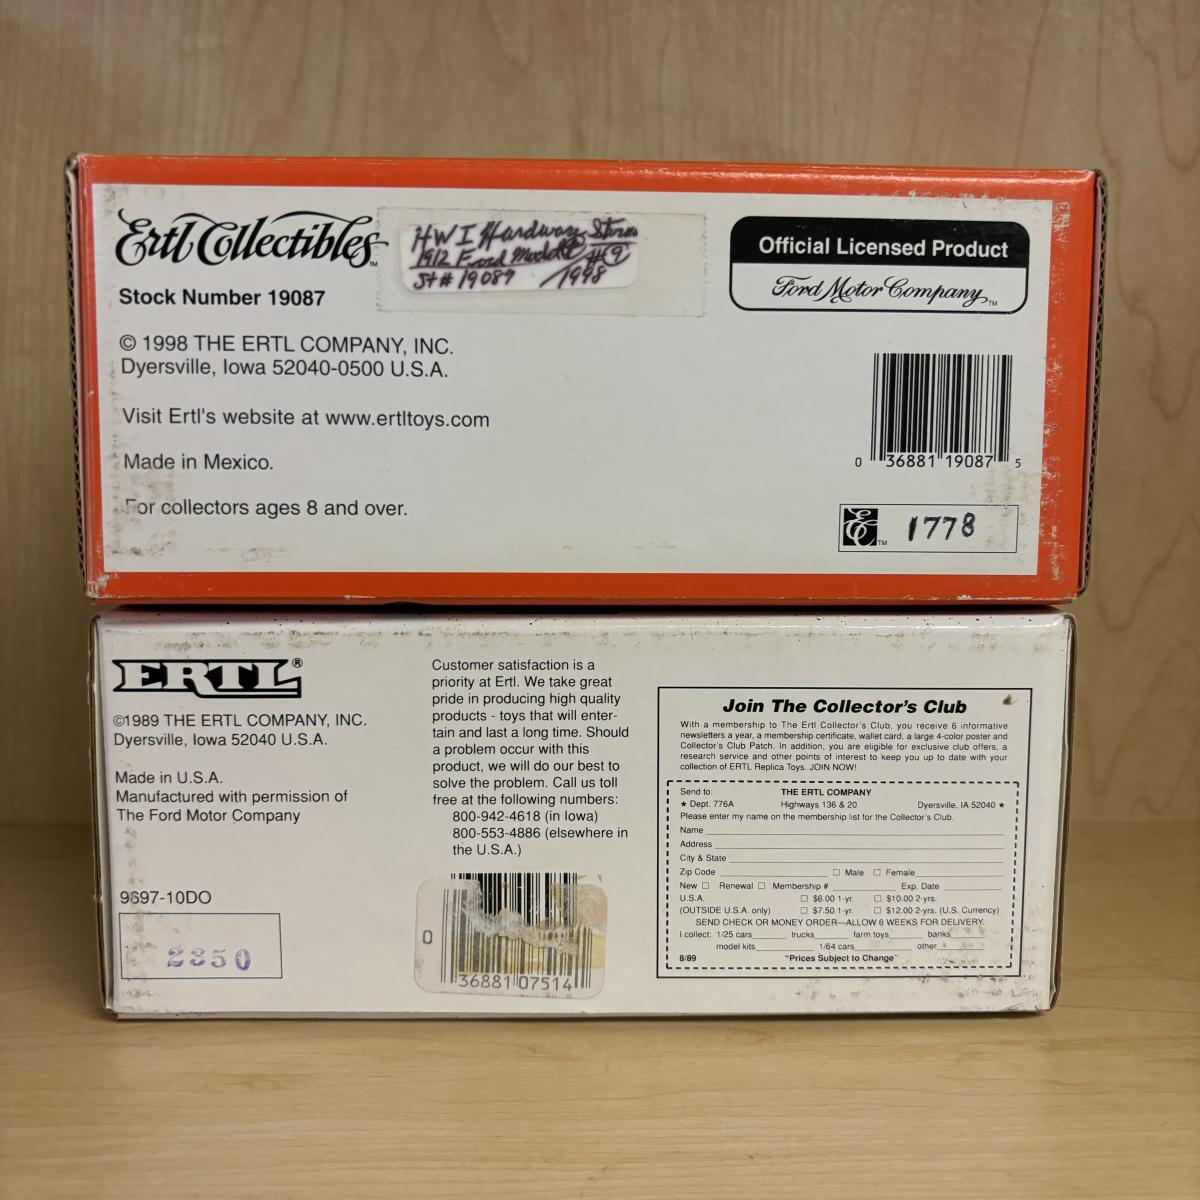 Ertl Collectibles™
HWI Hardware Stores
1912 Ford Model #9
St# 19087 1998
Official Licensed Product
Ford Motor Company™
Stock Number 19087
© 1998 THE ERTL COMPANY, INC.
Dyersville, Iowa 52040-0500 U.S.A.
Visit Ertl's website at www.ertltoys.com
Made in Mexico.
For collectors ages 8 and over.
0 36881 19087 5
EC™ 1778
ERTL®
©1989 THE ERTL COMPANY, INC.
Dyersville, Iowa 52040 U.S.A.
Made in U.S.A.
Manufactured with permission of
The Ford Motor Company
9697-10DO
2350
Customer satisfaction is a
priority at Ertl. We take great
pride in producing high quality
products - toys that will enter-
tain and last a long time. Should
a problem occur with this
product, we will do our best to
solve the problem. Call us toll
free at the following numbers:
800-942-4618 (in Iowa)
800-553-4886 (elsewhere in
the U.S.A.)
0 36881 07514
Join The Collector's Club
With a membership to The Ertl Collector's Club, you receive 6 informative
newsletters a year, a membership certificate, wallet card, a large 4-color poster and
Collector's Club Patch. In addition, you are eligible for exclusive club offers, a
research service and other points of interest to keep you up to date with your
collection of ERTL Replica Toys. JOIN NOW!
Send to: THE ERTL COMPANY
★ Dept. 776A Highways 136 & 20 Dyersville, IA 52040 ★
Please enter my name on the membership list for the Collector's Club.
Name
Address
City & State
Zip Code □ Male □ Female
New □ Renewal □ Membership # Exp. Date
U.S.A. □ $6.00 1-yr. □ $10.00 2-yrs.
(OUTSIDE U.S.A. only) □ $7.50 1-yr. □ $12.00 2-yrs. (U.S. Currency)
SEND CHECK OR MONEY ORDER—ALLOW 6 WEEKS FOR DELIVERY.
I collect: 1/25 cars trucks farm toys banks
model kits 1/64 cars other
8/89 "Prices Subject to Change"